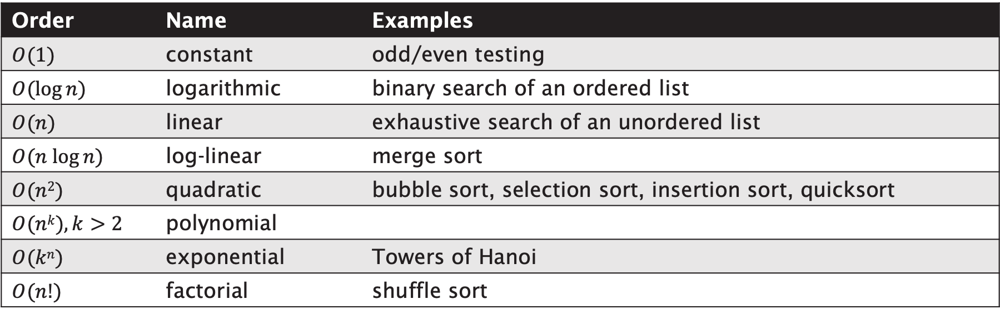 Order Name Examples
O(1) constant odd/even testing
O(log n) logarithmic binary search of an ordered list
O(n) linear exhaustive search of an unordered list
O(n log n) log-linear merge sort
O(n²) quadratic bubble sort, selection sort, insertion sort, quicksort
O(nᵏ), k > 2 polynomial
O(kⁿ) exponential Towers of Hanoi
O(n!) factorial shuffle sort